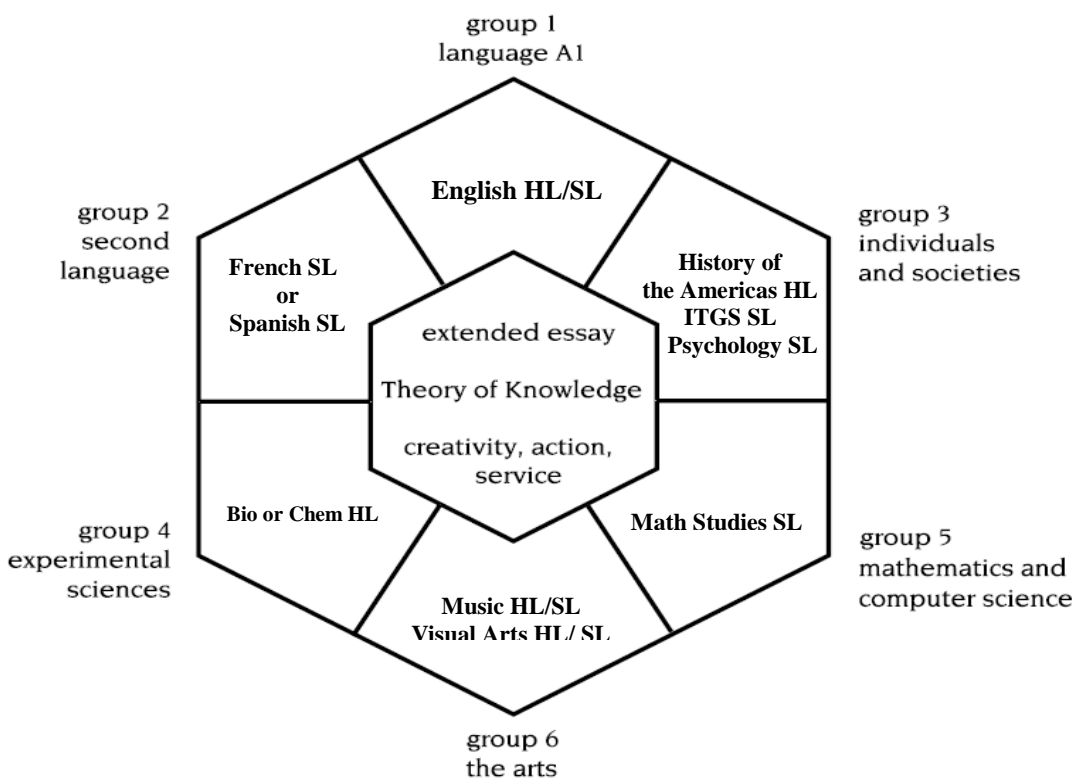 group 1
language A1
English HL/SL
group 2
second
language
French SL
or
Spanish SL
group 3
individuals
and societies
History of
the Americas HL
ITGS SL
Psychology SL
extended essay
Theory of Knowledge
creativity, action,
service
group 4
experimental
sciences
Bio or Chem HL
Math Studies SL
group 5
mathematics and
computer science
Music HL/SL
Visual Arts HL/ SL
group 6
the arts